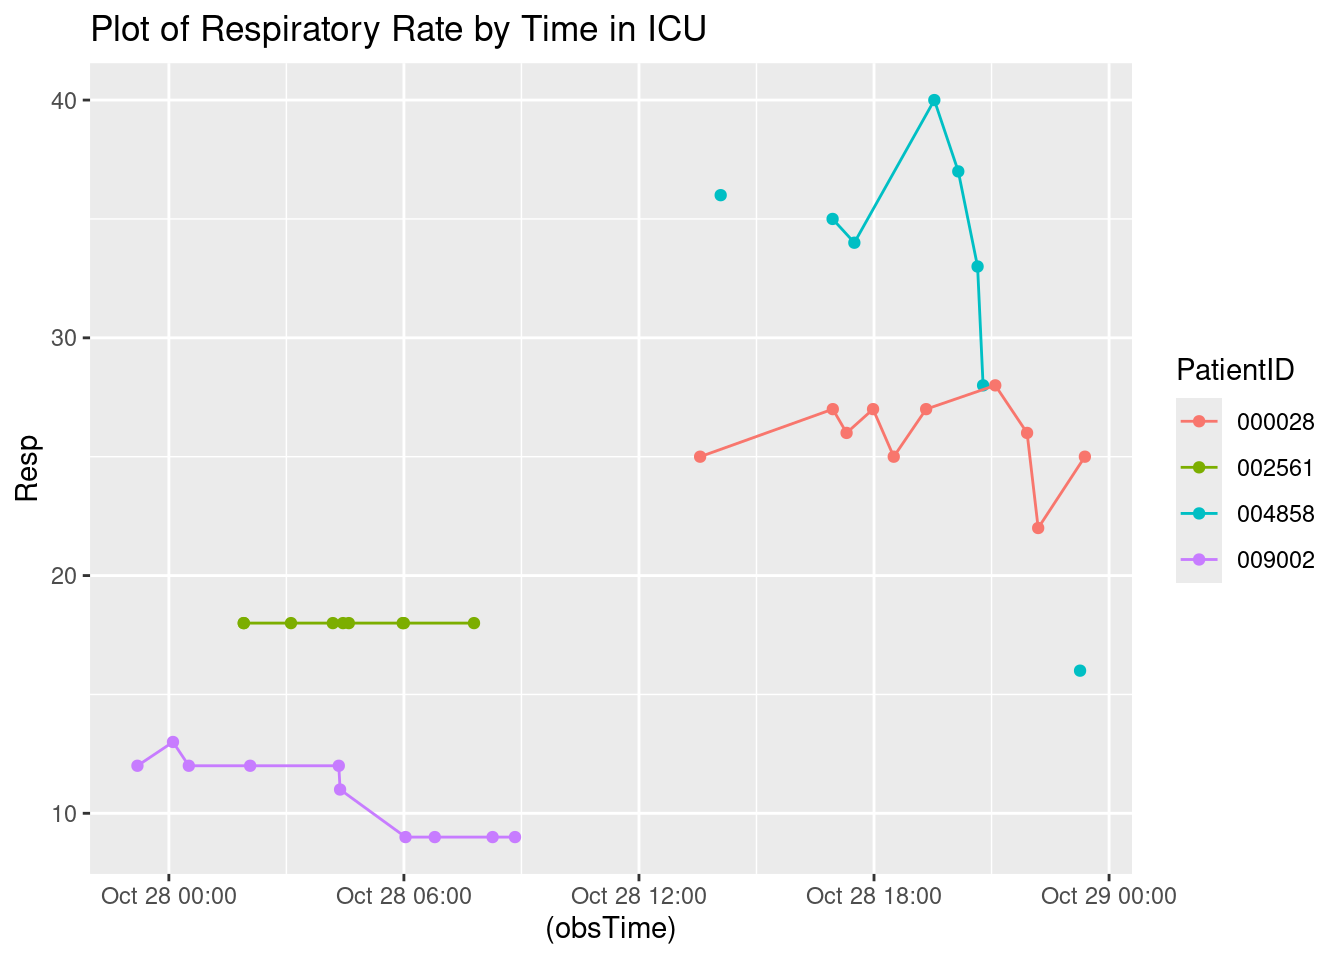 Plot of Respiratory Rate by Time in ICU
40
30
20
10
Resp
Oct 28 00:00 Oct 28 06:00 Oct 28 12:00 Oct 28 18:00 Oct 29 00:00
(obsTime)
PatientID
000028
002561
004858
009002